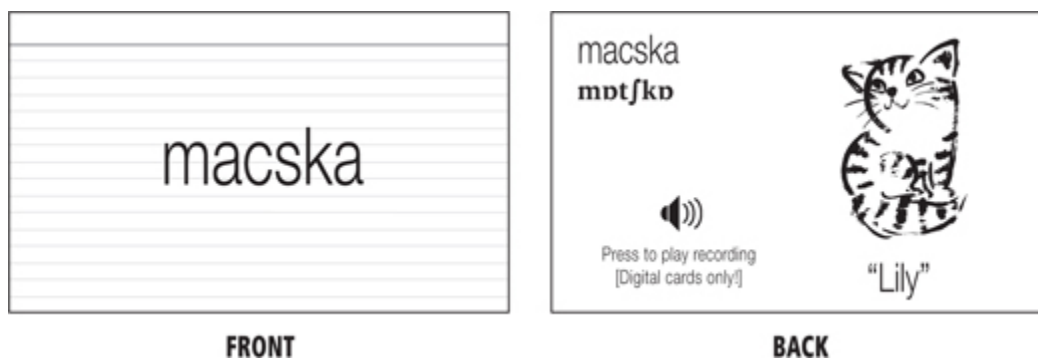 macska
macska
mɒtʃkɒ
Press to play recording
[Digital cards only!]
“Lily”
FRONT
BACK